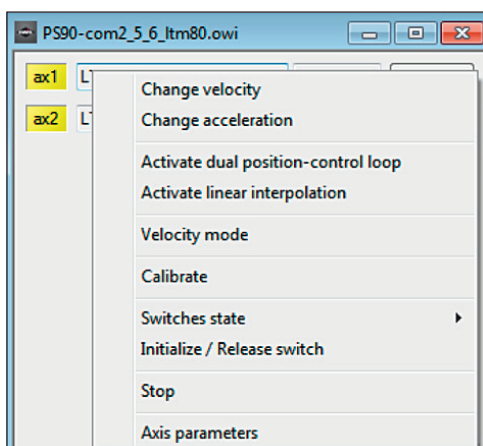 PS90-com2_5_6_ltm80.owi
ax1
ax2
Change velocity
Change acceleration
Activate dual position-control loop
Activate linear interpolation
Velocity mode
Calibrate
Switches state
Initialize / Release switch
Stop
Axis parameters